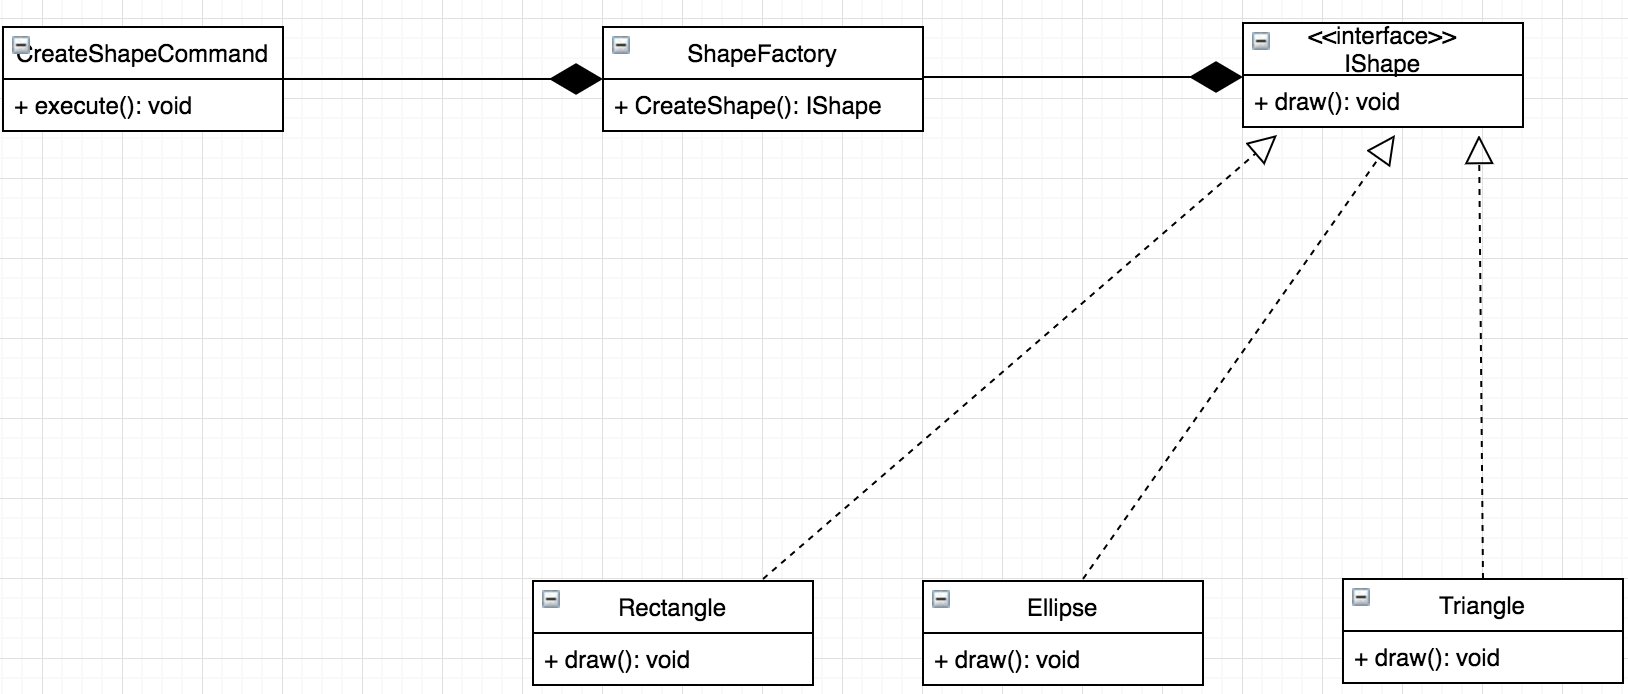 CreateShapeCommand
+ execute(): void
ShapeFactory
+ CreateShape(): IShape
<<interface>>
IShape
+ draw(): void
Rectangle
+ draw(): void
Ellipse
+ draw(): void
Triangle
+ draw(): void